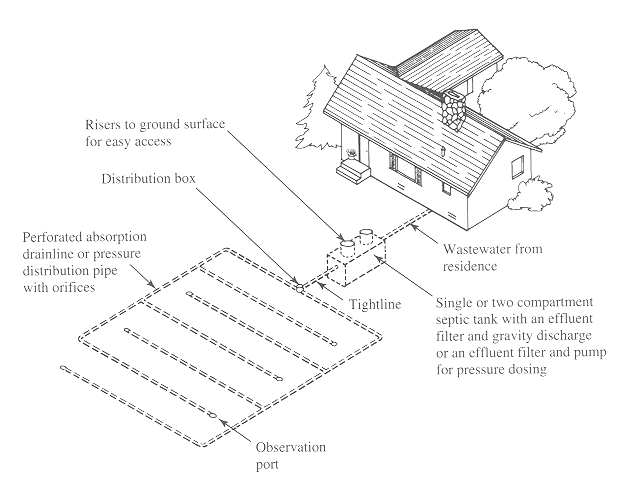 Risers to ground surface
for easy access
Distribution box
Perforated absorption
drainline or pressure
distribution pipe
with orifices
Wastewater from
residence
Tightline
Single or two compartment
septic tank with an effluent
filter and gravity discharge
or an effluent filter and pump
for pressure dosing
Observation
port